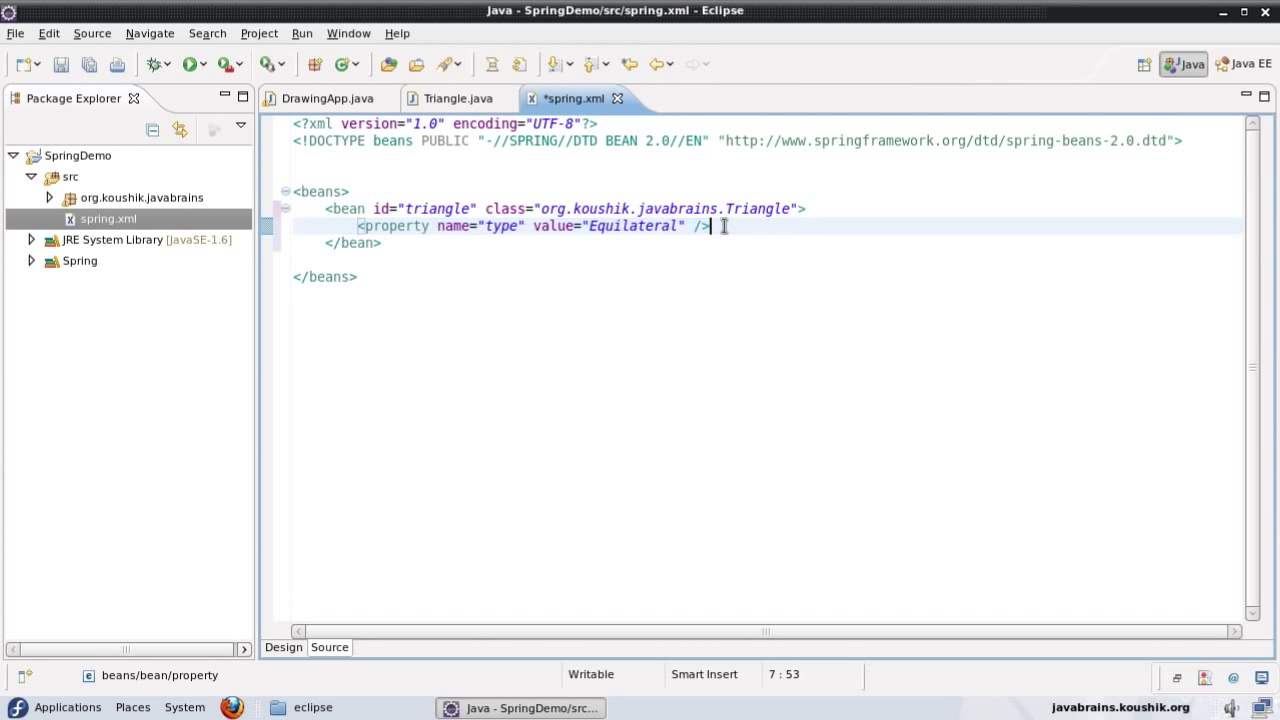 Java - SpringDemo/src/spring.xml - Eclipse
File Edit Source Navigate Search Project Run Window Help
Java Java EE
Package Explorer
DrawingApp.java Triangle.java *spring.xml
SpringDemo
src
org.koushik.javabrains
spring.xml
JRE System Library [JavaSE-1.6]
Spring
<?xml version="1.0" encoding="UTF-8"?>
<!DOCTYPE beans PUBLIC "-//SPRING//DTD BEAN 2.0//EN" "http://www.springframework.org/dtd/spring-beans-2.0.dtd">
<beans>
<bean id="triangle" class="org.koushik.javabrains.Triangle">
<property name="type" value="Equilateral" />
</bean>
</beans>
Design Source
beans/bean/property Writable Smart Insert 7 : 53
Applications Places System eclipse Java - SpringDemo/src... javabrains.koushik.org